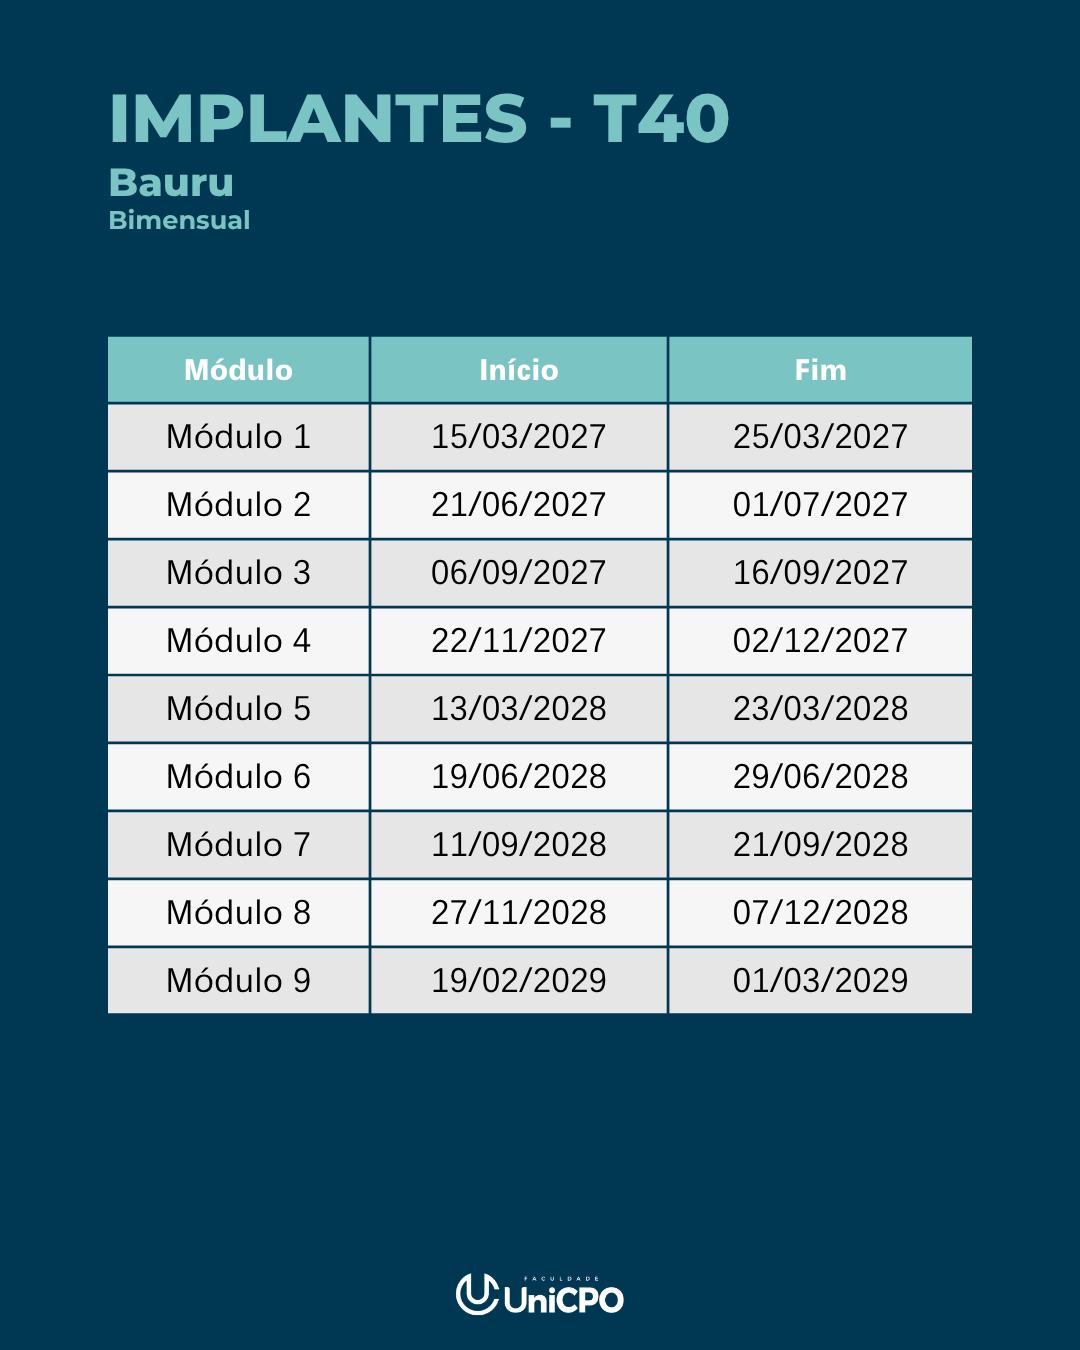 IMPLANTES - T40
Bauru
Bimensual
Módulo Início Fim
Módulo 1 15/03/2027 25/03/2027
Módulo 2 21/06/2027 01/07/2027
Módulo 3 06/09/2027 16/09/2027
Módulo 4 22/11/2027 02/12/2027
Módulo 5 13/03/2028 23/03/2028
Módulo 6 19/06/2028 29/06/2028
Módulo 7 11/09/2028 21/09/2028
Módulo 8 27/11/2028 07/12/2028
Módulo 9 19/02/2029 01/03/2029
FACULDADE
UniCPO